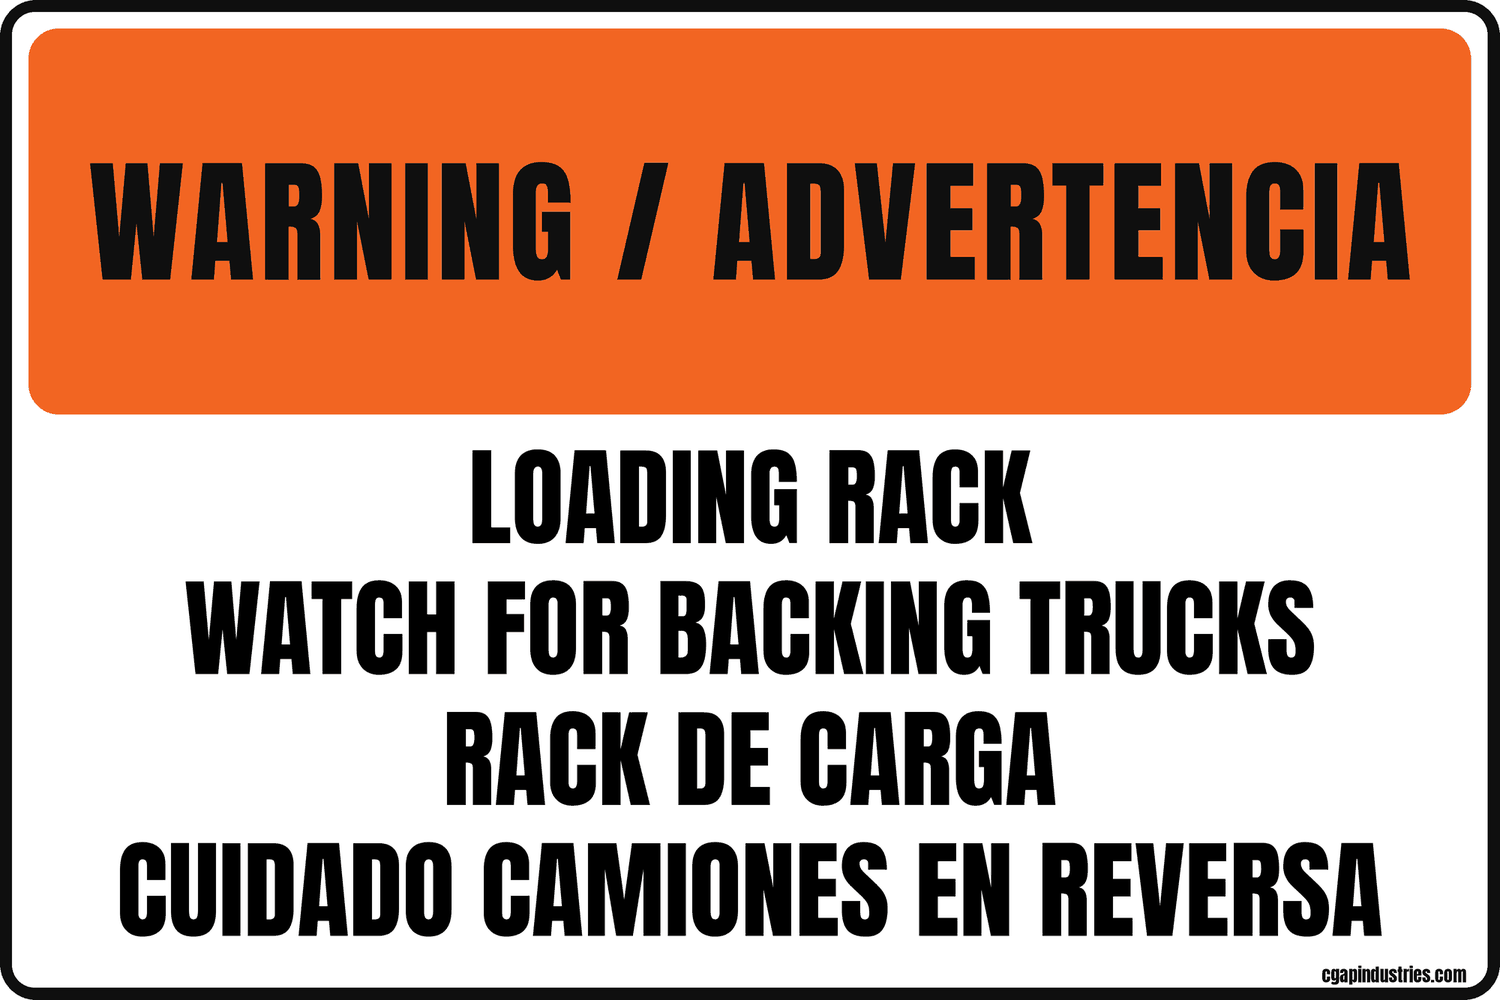 WARNING / ADVERTENCIA
LOADING RACK
WATCH FOR BACKING TRUCKS
RACK DE CARGA
CUIDADO CAMIONES EN REVERSA
cgapindustries.com